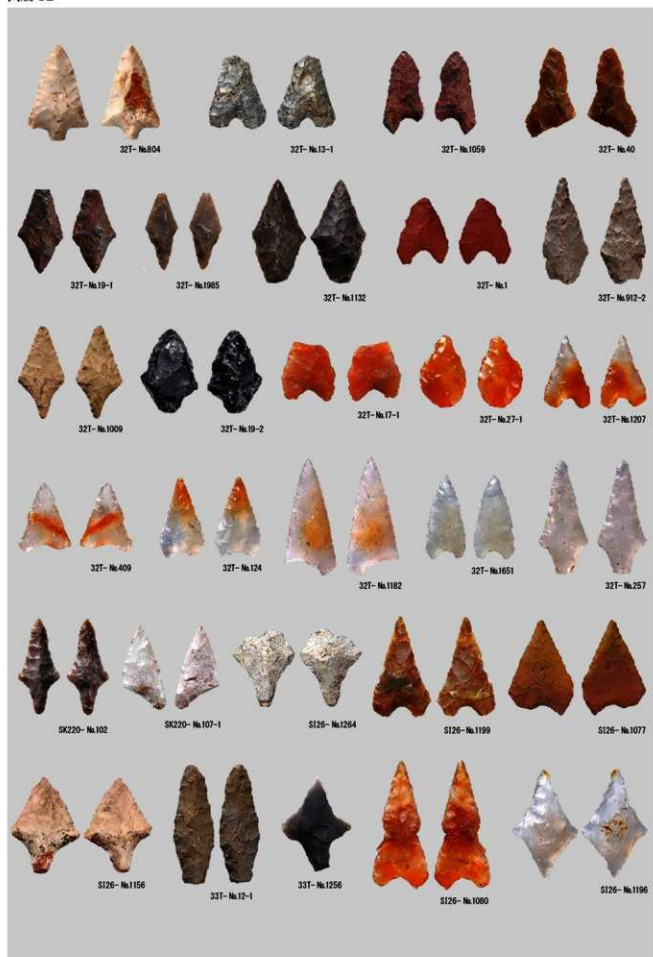 32T- No.804
32T- No.13-1
32T- No.1059
32T- No.40
32T- No.19-1
32T- No.1985
32T- No.1132
32T- No.1
32T- No.912-2
32T- No.1009
32T- No.19-2
32T- No.17-1
32T- No.27-1
32T- No.1207
32T- No.409
32T- No.124
32T- No.1182
32T- No.1651
32T- No.257
SK220- No.102
SK220- No.107-1
SI26- No.1264
SI26- No.1199
SI26- No.1077
SI26- No.1156
33T- No.12-1
33T- No.1256
SI26- No.1080
SI26- No.1196